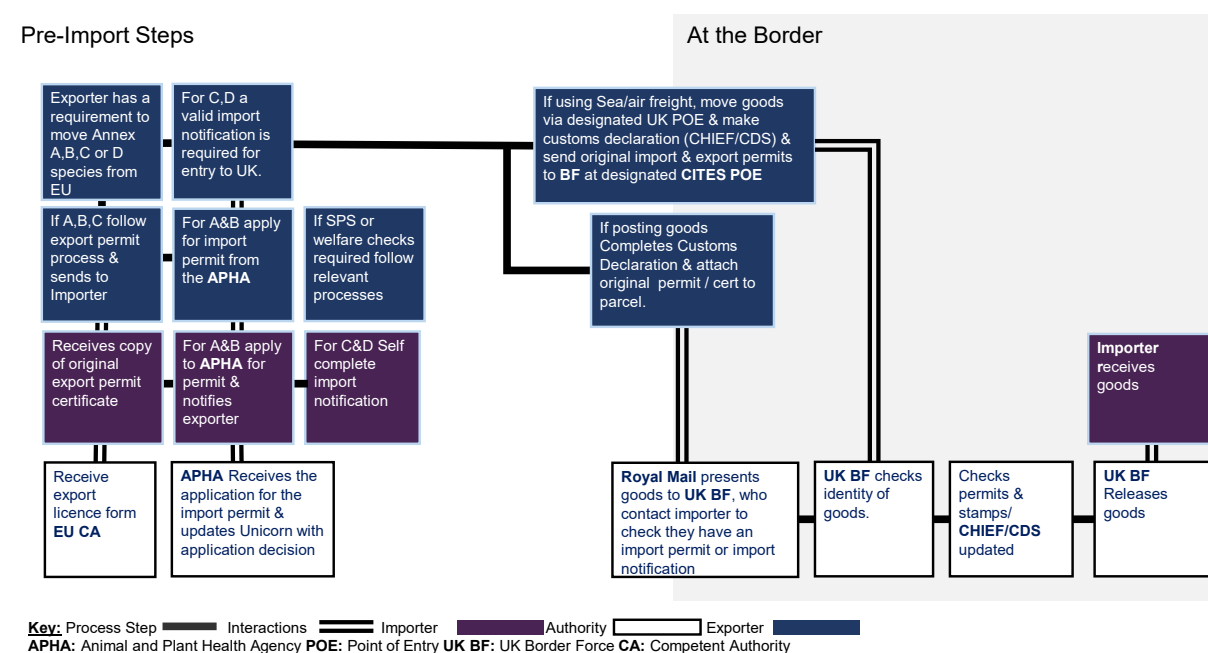 Pre-Import Steps
At the Border
Exporter has a
requirement to
move Annex
A,B,C or D
species from
EU
For C,D a
valid import
notification is
required for
entry to UK.
If using Sea/air freight, move goods
via designated UK POE & make
customs declaration (CHIEF/CDS) &
send original import & export permits
to BF at designated CITES POE
If A,B,C follow
export permit
process &
sends to
Importer
For A&B apply
for import
permit from
the APHA
If SPS or
welfare checks
required follow
relevant
processes
If posting goods
Completes Customs
Declaration & attach
original permit / cert to
parcel.
Receives copy
of original
export permit
certificate
For A&B apply
to APHA for
permit &
notifies
exporter
For C&D Self
complete
import
notification
Importer
receives
goods
Receive
export
licence form
EU CA
APHA Receives the
application for the
import permit &
updates Unicorn with
application decision
Royal Mail presents
goods to UK BF, who
contact importer to
check they have an
import permit or import
notification
UK BF checks
identity of
goods.
Checks
permits &
stamps/
CHIEF/CDS
updated
UK BF
Releases
goods
Key: Process Step Interactions Importer Authority Exporter
APHA: Animal and Plant Health Agency POE: Point of Entry UK BF: UK Border Force CA: Competent Authority